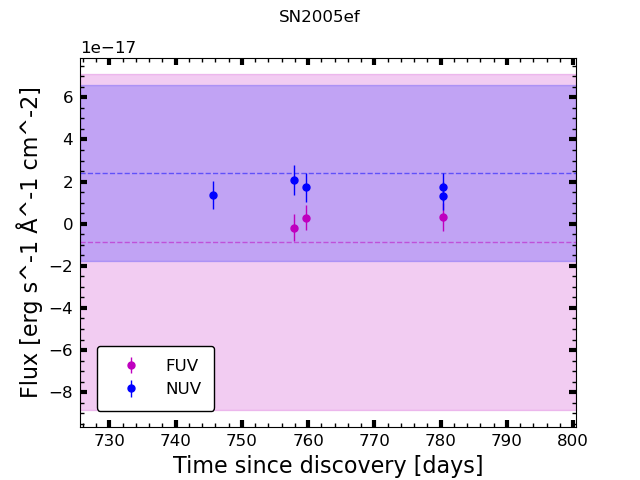 SN2005ef
1e−17
6
4
2
0
−2
−4
−6
−8
Flux [erg s^-1 Å^-1 cm^-2]
FUV
NUV
730 740 750 760 770 780 790 800
Time since discovery [days]